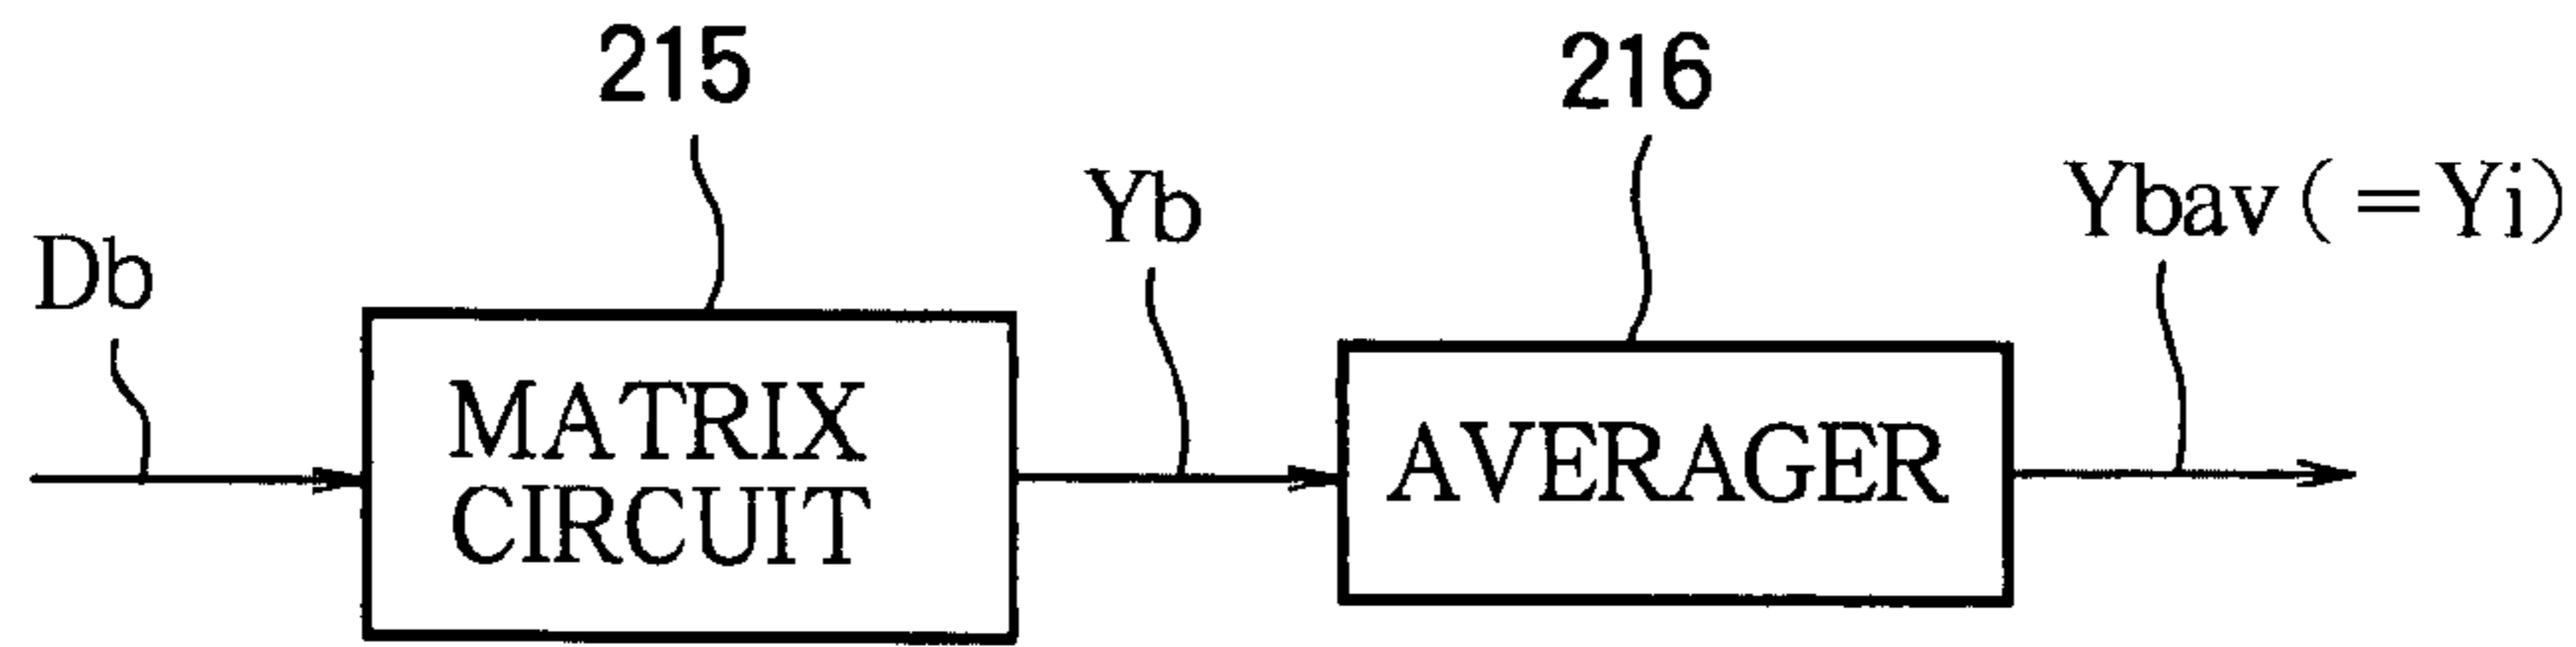 215
216
Db
Yb
Ybav (=Yi)
MATRIX
CIRCUIT
AVERAGER